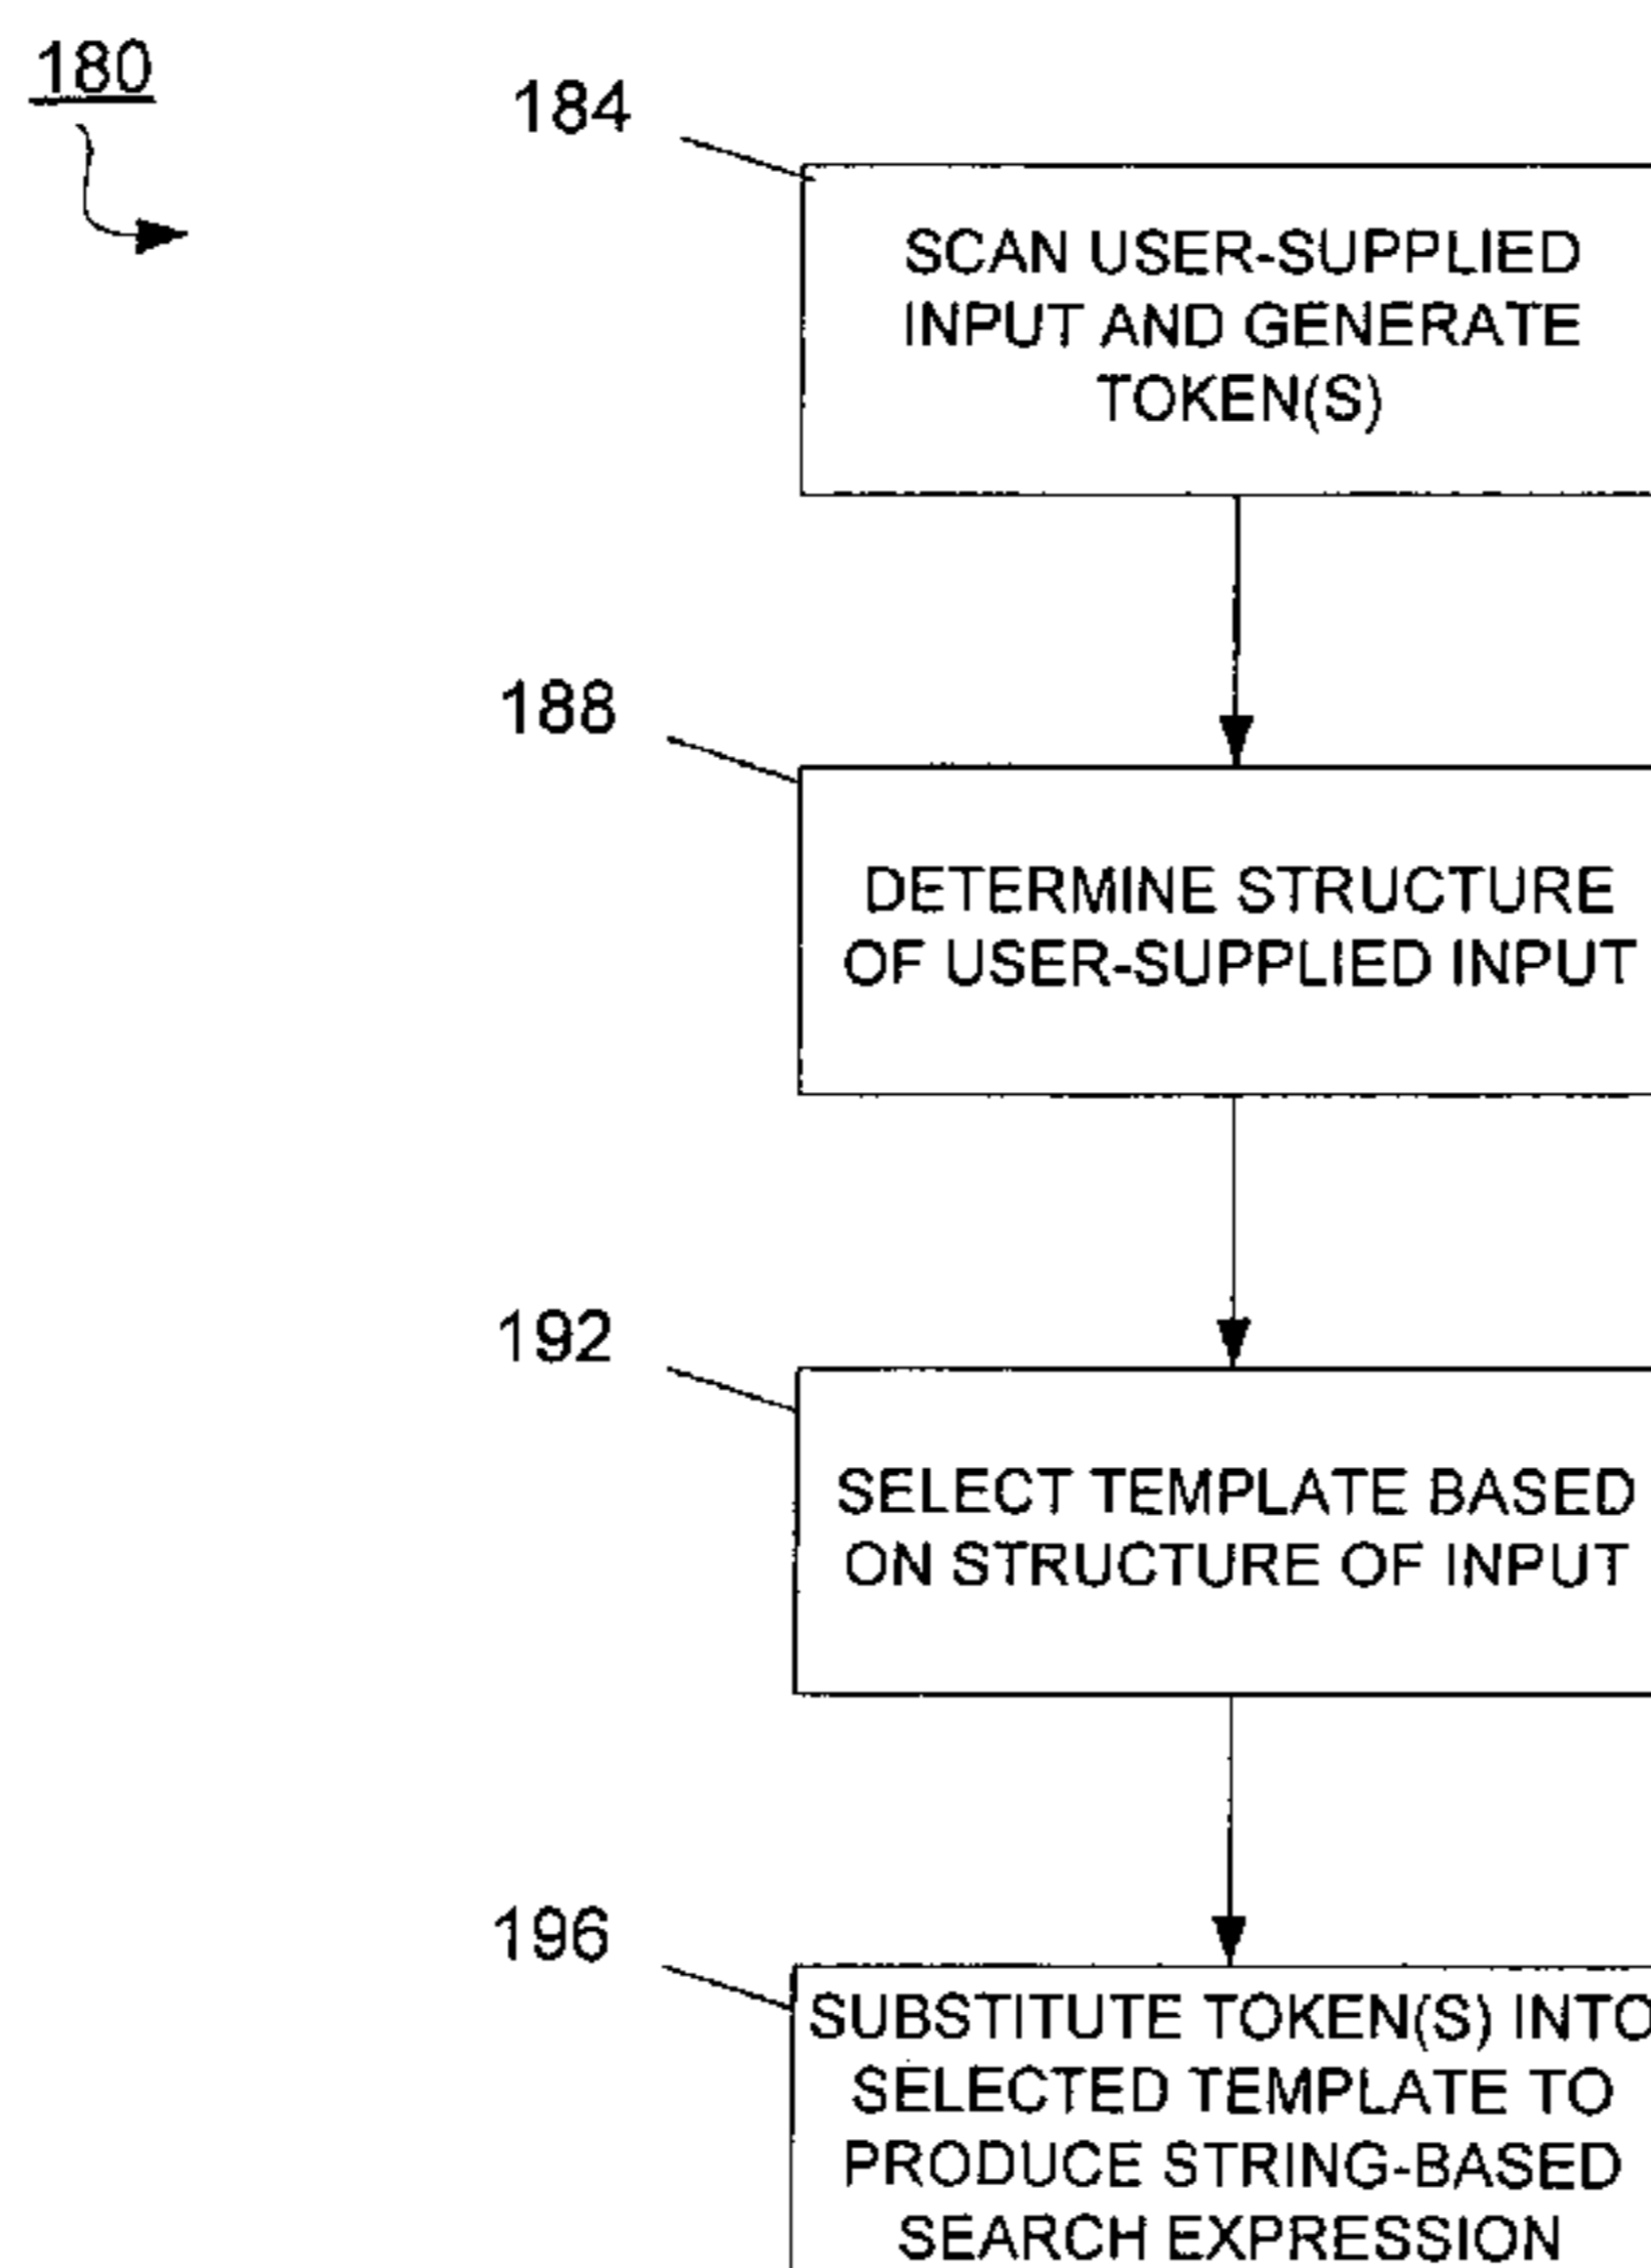 180
184
SCAN USER-SUPPLIED
INPUT AND GENERATE
TOKEN(S)
188
DETERMINE STRUCTURE
OF USER-SUPPLIED INPUT
192
SELECT TEMPLATE BASED
ON STRUCTURE OF INPUT
196
SUBSTITUTE TOKEN(S) INTO
SELECTED TEMPLATE TO
PRODUCE STRING-BASED
SEARCH EXPRESSION